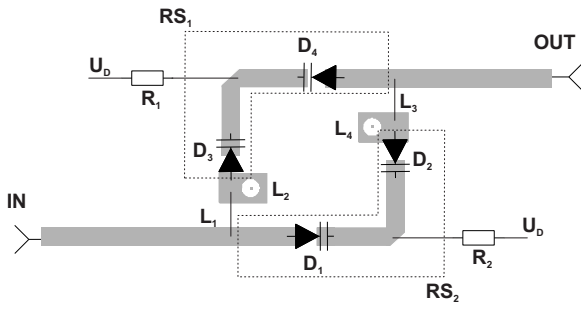 RS₁
D₄
OUT
U_D
R₁
L₃
L₄
D₃
D₂
L₂
IN
L₁
U_D
D₁
R₂
RS₂